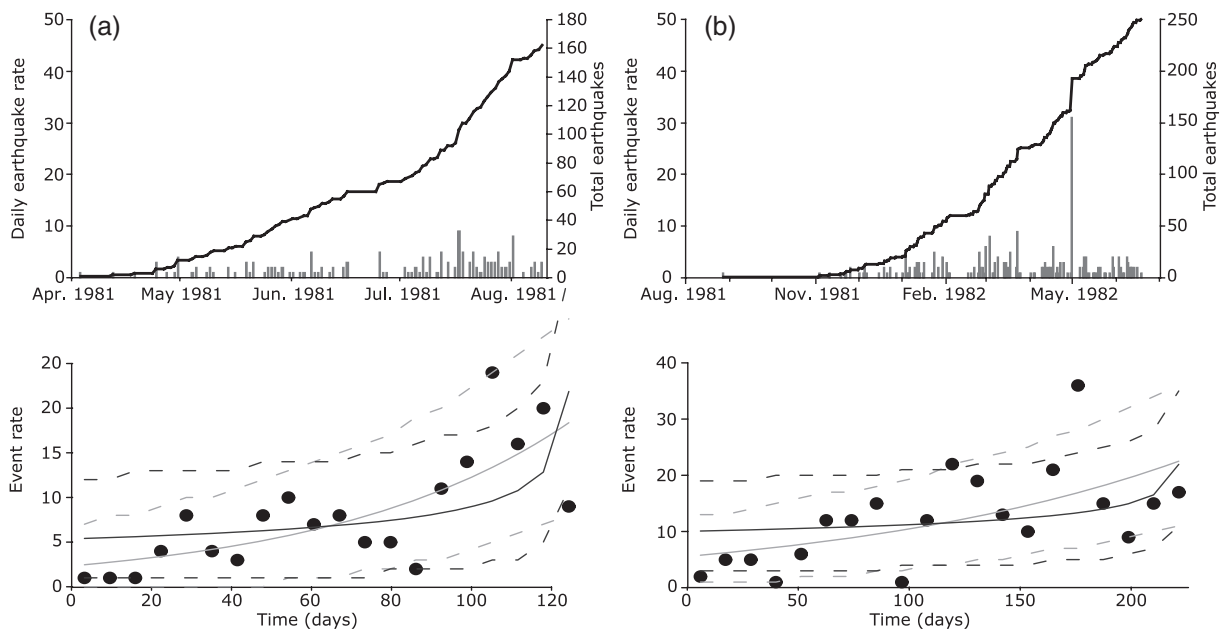 (a)
50
40
30
20
10
0
Daily earthquake rate
180
160
140
120
100
80
60
40
20
0
Total earthquakes
Apr. 1981 May 1981 Jun. 1981 Jul. 1981 Aug. 1981 /
(b)
50
40
30
20
10
0
Daily earthquake rate
250
200
150
100
50
0
Total earthquakes
Aug. 1981 Nov. 1981 Feb. 1982 May. 1982
20
20
15
10
5
0
Event rate
0 20 40 60 80 100 120
Time (days)
40
30
20
10
0
Event rate
0 50 100 150 200
Time (days)